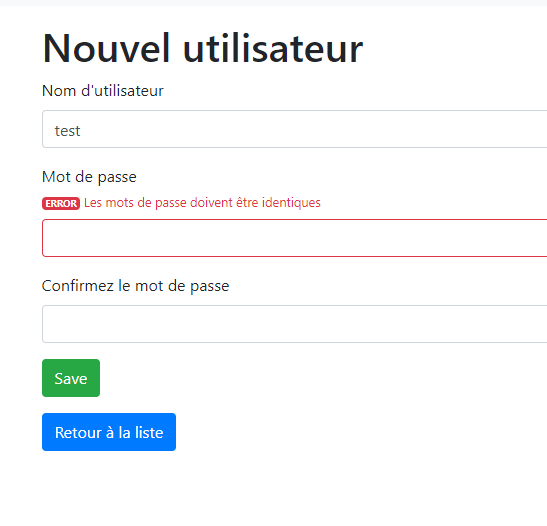 Nouvel utilisateur
Nom d'utilisateur
test
Mot de passe
ERROR Les mots de passe doivent être identiques
Confirmez le mot de passe
Save
Retour à la liste